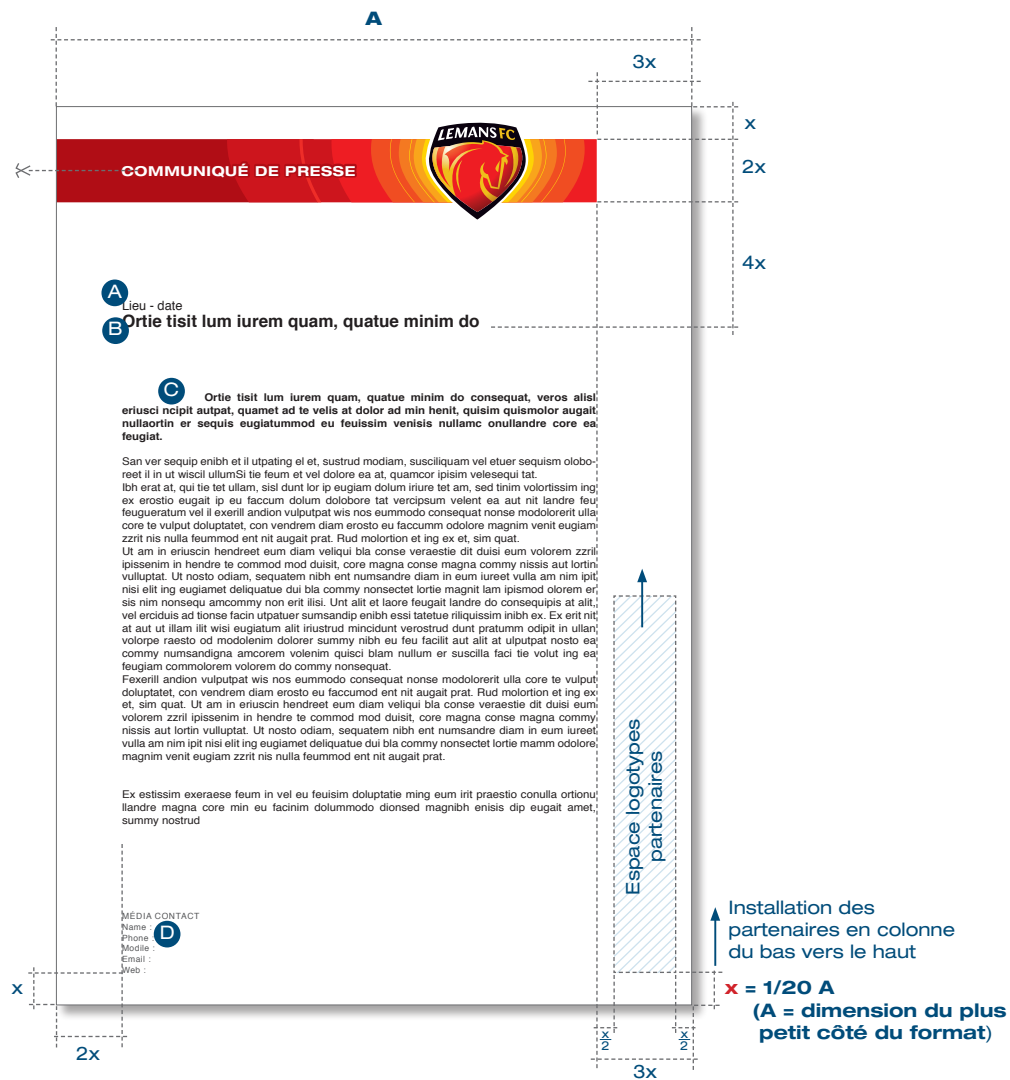 A
3x
x
LEMANS FC
COMMUNIQUÉ DE PRESSE
2x
4x
A
Lieu - date
B
Ortie tisit lum iurem quam, quatue minim do
C
Ortie tisit lum iurem quam, quatue minim do consequat, veros alisl
eriusci ncipit autpat, quamet ad te velis at dolor ad min henit, quisim quismolor augait
nullaortin er sequis eugiatummod eu feuissim venisis nullamc onullandre core ea
feugiat.
San ver sequip enibh et il utpating el et, sustrud modiam, susciliquam vel etuer sequism olobo-
reet il in ut wiscil ullumSi tie feum et vel dolore ea at, quamcor ipisim velesequi tat.
Ibh erat at, qui tie tet ullam, sisl dunt lor ip eugiam dolum iriure tet am, sed tinim volortissim ing
ex erostio eugait ip eu faccum dolum dolobore tat vercipsum velent ea aut nit landre feu
feugueratum vel il exerill andion vulputpat wis nos eummodo consequat nonse modolorerit ulla
core te vulput doluptatet, con vendrem diam erosto eu faccumm odolore magnim venit eugiam
zzrit nis nulla feummod ent nit augait prat. Rud molortion et ing ex et, sim quat.
Ut am in eriuscin hendreet eum diam veliqui bla conse veraestie dit duisi eum volorem zzril
ipissenim in hendre te commod mod duisit, core magna conse magna commy nissis aut lortin
vulluptat. Ut nosto odiam, sequatem nibh ent numsandre diam in eum iureet vulla am nim ipit
nisi elit ing eugiamet deliquatue dui bla commy nonsectet lortie magnit lam ipismod olorem er
sis nim nonsequ amcommy non erit ilisi. Unt alit et laore feugait landre do consequipis at alit,
vel erciduis ad tionse facin utpatuer sumsandip enibh essi tatetue riliquissim inibh ex. Ex erit nit
at aut ut illam ilit wisi eugiatum alit iriustrud mincidunt verostrud dunt pratumm odipit in ullan
volorpe raesto od modolenim dolorer summy nibh eu feu facilit aut alit at ulputpat nosto ea
commy numsandigna amcorem volenim quisci blam nullum er suscilla faci tie volut ing ea
feugiam commolorem volorem do commy nonsequat.
Fexerill andion vulputpat wis nos eummodo consequat nonse modolorerit ulla core te vulput
doluptatet, con vendrem diam erosto eu faccumod ent nit augait prat. Rud molortion et ing ex
et, sim quat. Ut am in eriuscin hendreet eum diam veliqui bla conse veraestie dit duisi eum
volorem zzril ipissenim in hendre te commod mod duisit, core magna conse magna commy
nissis aut lortin vulluptat. Ut nosto odiam, sequatem nibh ent numsandre diam in eum iureet
vulla am nim ipit nisi elit ing eugiamet deliquatue dui bla commy nonsectet lortie mamm odolore
magnim venit eugiam zzrit nis nulla feummod ent nit augait prat.
Ex estissim exeraese feum in vel eu feuisim doluptatie ming eum irit praestio conulla ortionu
llandre magna core min eu facinim dolummodo dionsed magnibh enisis dip eugait amet,
summy nostrud
Espace logotypes
partenaires
MÉDIA CONTACT
Name :
Phone :
D
Modile :
Email :
Web :
Installation des
partenaires en colonne
du bas vers le haut
x
x = 1/20 A
(A = dimension du plus
petit côté du format)
2x
x
2
x
2
3x